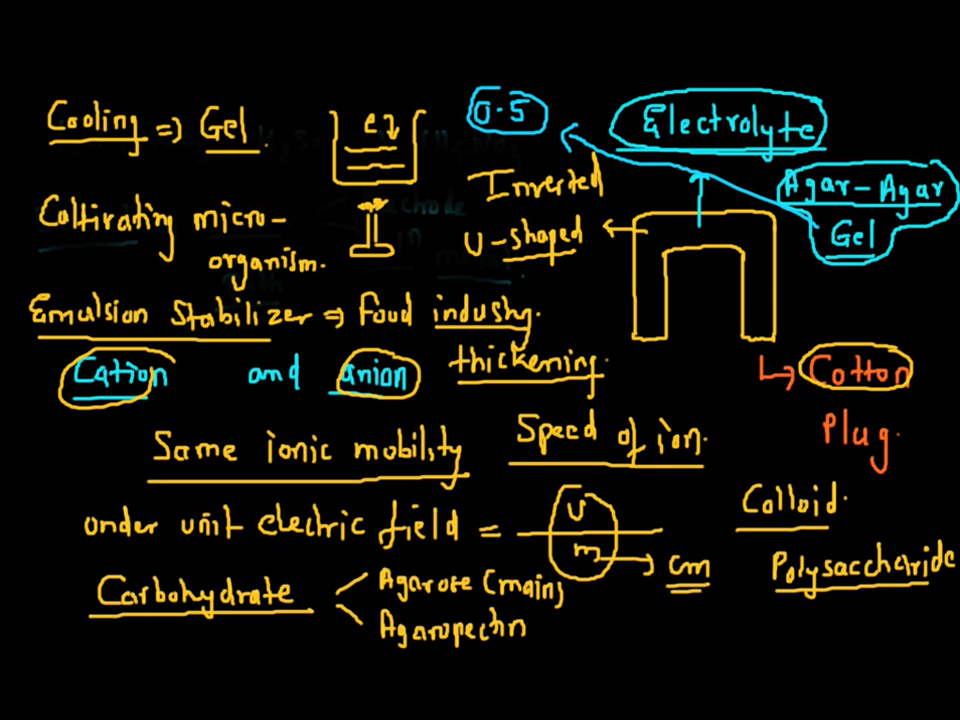 0.5
Electrolyte
Cooling => Gel.
e
Agar-Agar
Gel
Inverted
U-shaped
Cultivating micro-
organism.
Emulsion Stabilizer => Food industry.
Cation and anion thickening.
Cotton
Plug.
Same ionic mobility Speed of ion.
under unit electric field = V
m → cm
Colloid.
Polysaccharide
Carbohydrate
Agarose (main)
Agaropectin